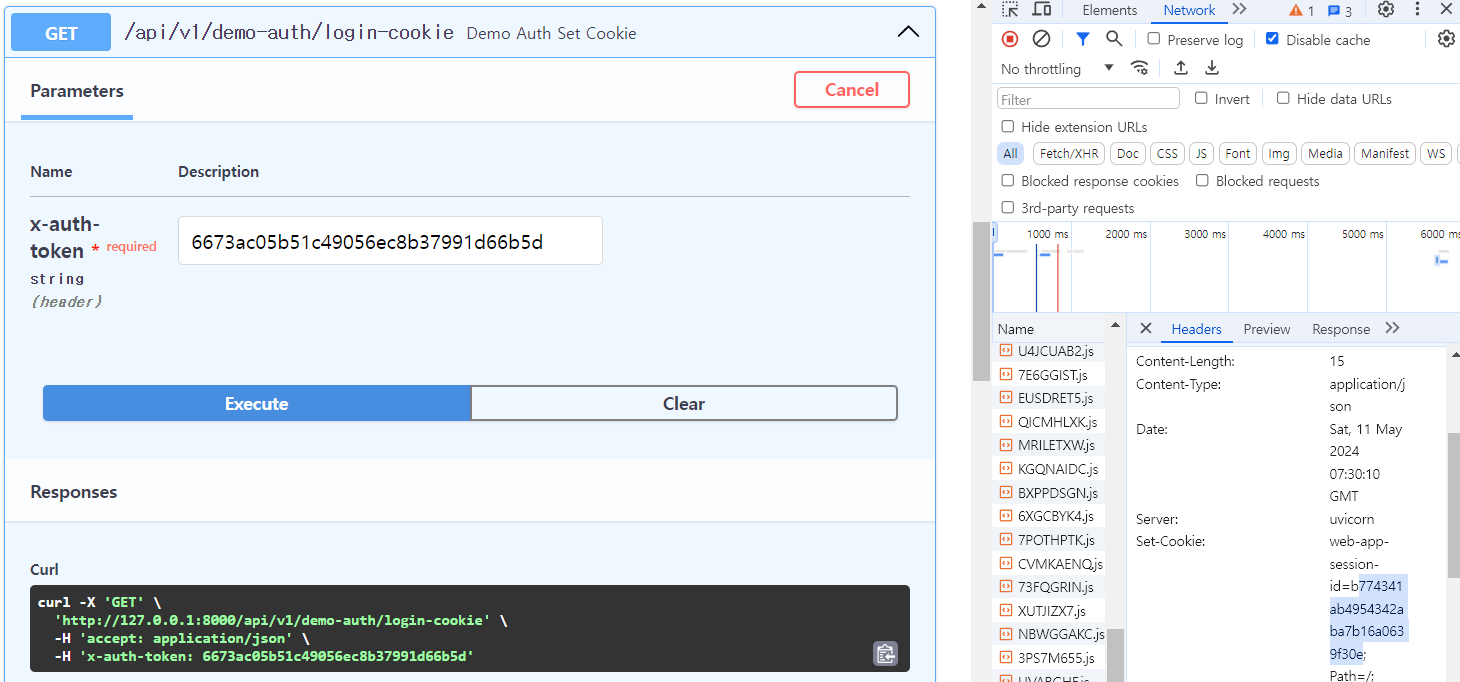 GET /api/v1/demo-auth/login-cookie Demo Auth Set Cookie
Parameters
Cancel
Name Description
x-auth-
token * required
string
(header)
6673ac05b51c49056ec8b37991d66b5d
Execute Clear
Responses
Curl
curl -X 'GET' \
'http://127.0.0.1:8000/api/v1/demo-auth/login-cookie' \
-H 'accept: application/json' \
-H 'x-auth-token: 6673ac05b51c49056ec8b37991d66b5d'
Elements Network 1 3
Preserve log Disable cache
No throttling
Filter Invert Hide data URLs
Hide extension URLs
All Fetch/XHR Doc CSS JS Font Img Media Manifest WS
Blocked response cookies Blocked requests
3rd-party requests
1000 ms 2000 ms 3000 ms 4000 ms 5000 ms 6000 ms
Name
U4JCUAB2.js
7E6GGIST.js
EUSDRET5.js
QICMHLXK.js
MRILETXW.js
KGQNAIDC.js
BXPPDSGN.js
6XGCBYK4.js
7POTHPTK.js
CVMKAENQ.js
73FQGRIN.js
XUTJIZX7.js
NBWGGAKC.js
3PS7M655.js
Headers Preview Response
Content-Length: 15
Content-Type: application/j
son
Date: Sat, 11 May
2024
07:30:10
GMT
Server: uvicorn
Set-Cookie: web-app-
session-
id=b774341
ab4954342a
ba7b16a063
9f30e;
Path=/;